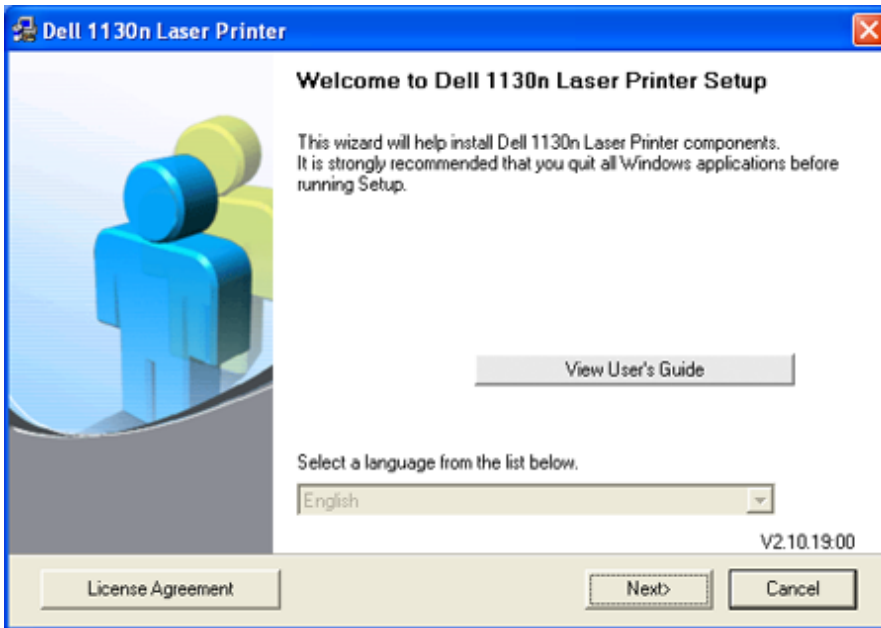 Dell 1130n Laser Printer
Welcome to Dell 1130n Laser Printer Setup
This wizard will help install Dell 1130n Laser Printer components.
It is strongly recommended that you quit all Windows applications before
running Setup.
View User's Guide
Select a language from the list below.
English
V2.10.19:00
License Agreement
Next>
Cancel